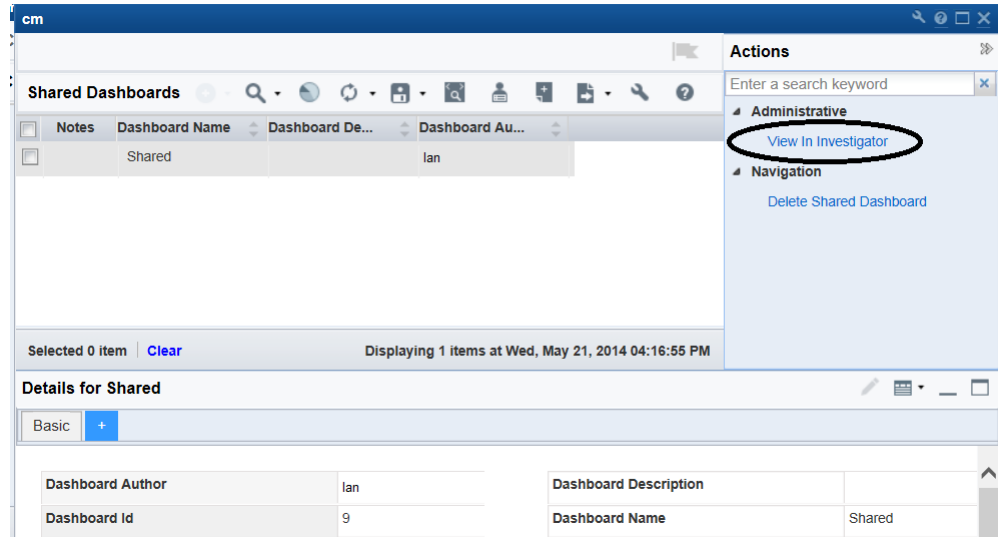 cm
Actions
Shared Dashboards
Enter a search keyword
Administrative
View In Investigator
Navigation
Delete Shared Dashboard
Notes Dashboard Name Dashboard De... Dashboard Au...
Shared Ian
Selected 0 item Clear Displaying 1 items at Wed, May 21, 2014 04:16:55 PM
Details for Shared
Basic +
Dashboard Author Ian Dashboard Description
Dashboard Id 9 Dashboard Name Shared